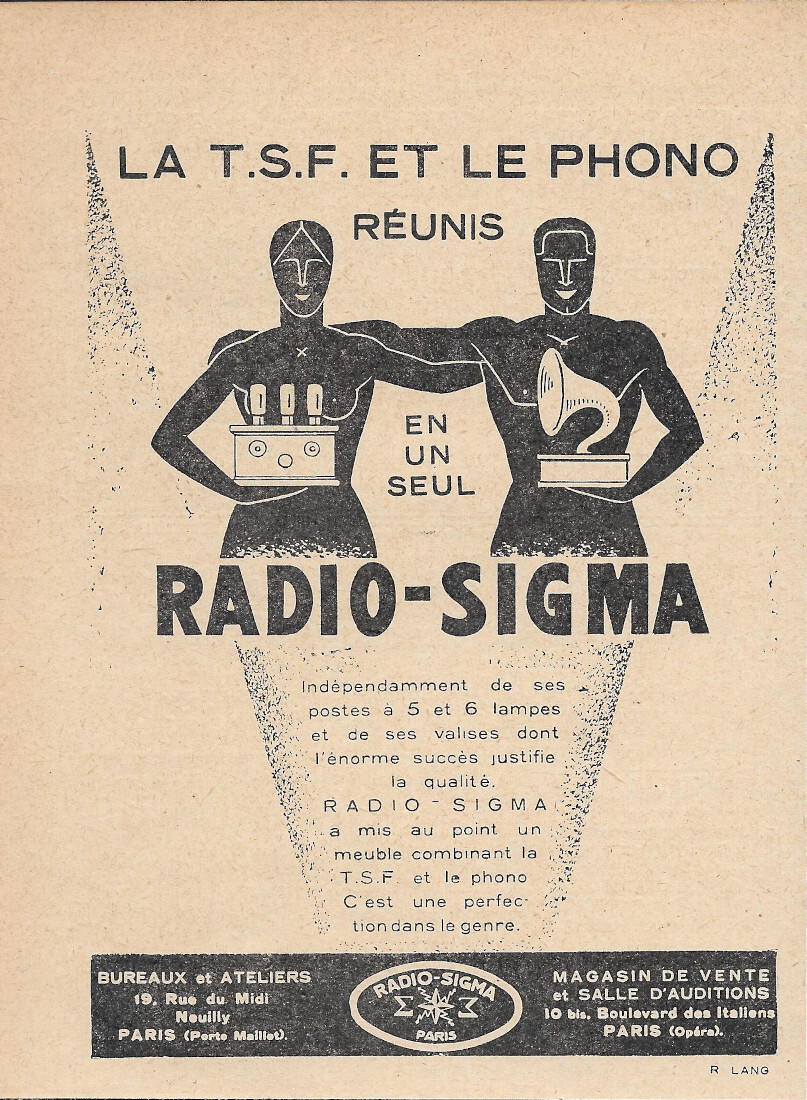 LA T.S.F. ET LE PHONO
RÉUNIS
EN
UN
SEUL
RADIO-SIGMA
Indépendamment de ses
postes à 5 et 6 lampes
et de ses valises dont
l'énorme succès justifie
la qualité.
RADIO-SIGMA
a mis au point un
meuble combinant la
T.S.F. et le phono
C'est une perfec-
tion dans le genre.
BUREAUX et ATELIERS
19, Rue du Midi
Neuilly
PARIS (Porte Maillot).
RADIO-SIGMA
Σ Σ
PARIS
MAGASIN DE VENTE
et SALLE D'AUDITIONS
10 bis, Boulevard des Italiens
PARIS (Opéra).
R LANG